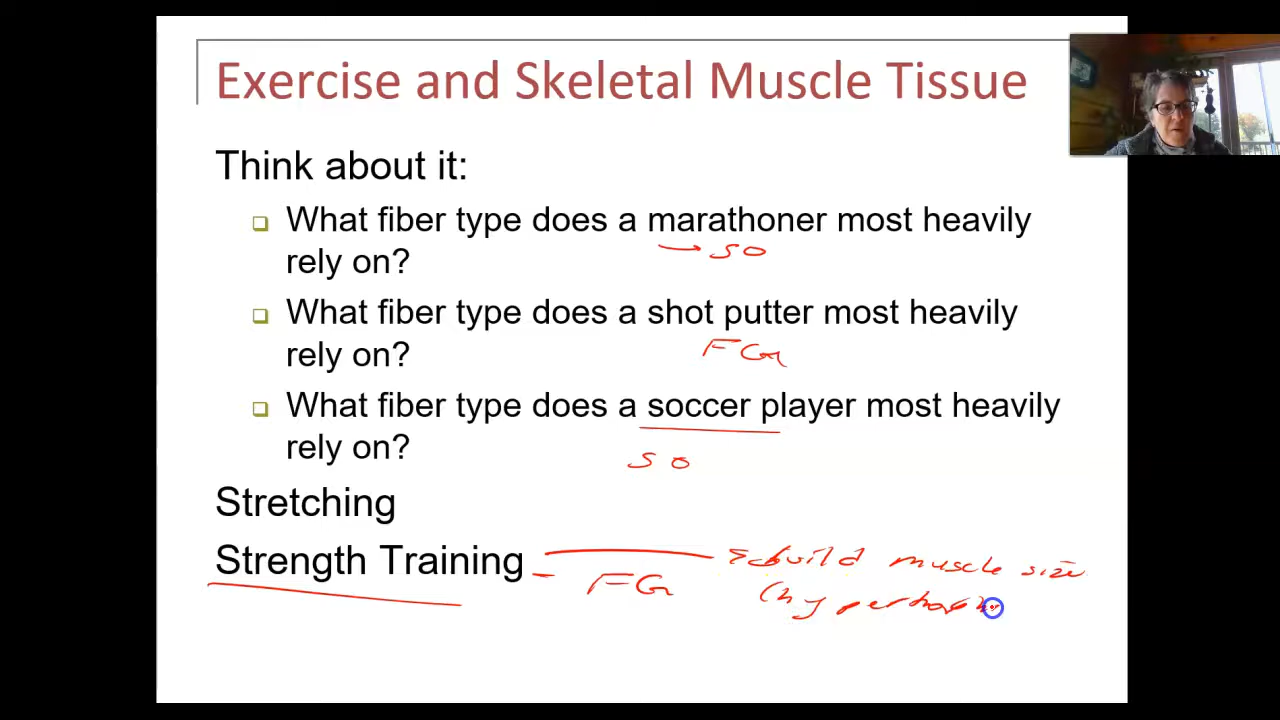 Exercise and Skeletal Muscle Tissue
Think about it:
What fiber type does a marathoner most heavily
rely on?
SO
What fiber type does a shot putter most heavily
rely on?
FG
What fiber type does a soccer player most heavily
rely on?
SO
Stretching
Strength Training
FG
build muscle size